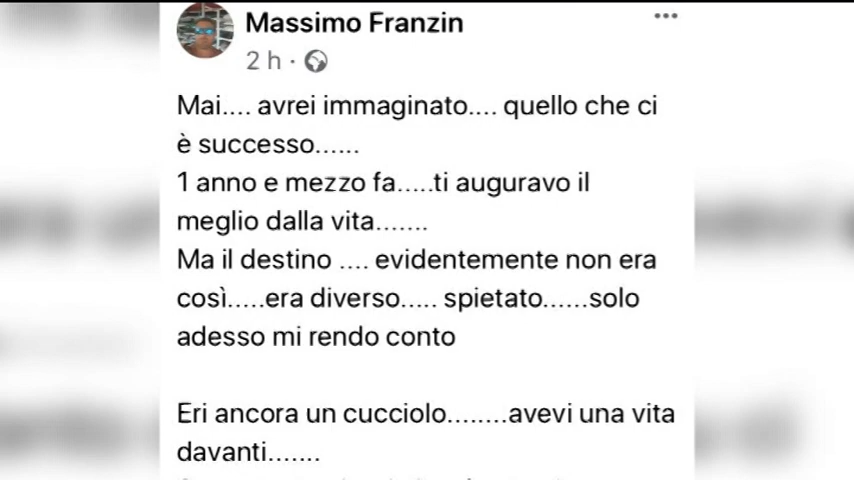 Massimo Franzin
2 h ·
Mai.... avrei immaginato.... quello che ci
è successo......
1 anno e mezzo fa.....ti auguravo il
meglio dalla vita.......
Ma il destino .... evidentemente non era
così.....era diverso..... spietato......solo
adesso mi rendo conto
Eri ancora un cucciolo........avevi una vita
davanti.......